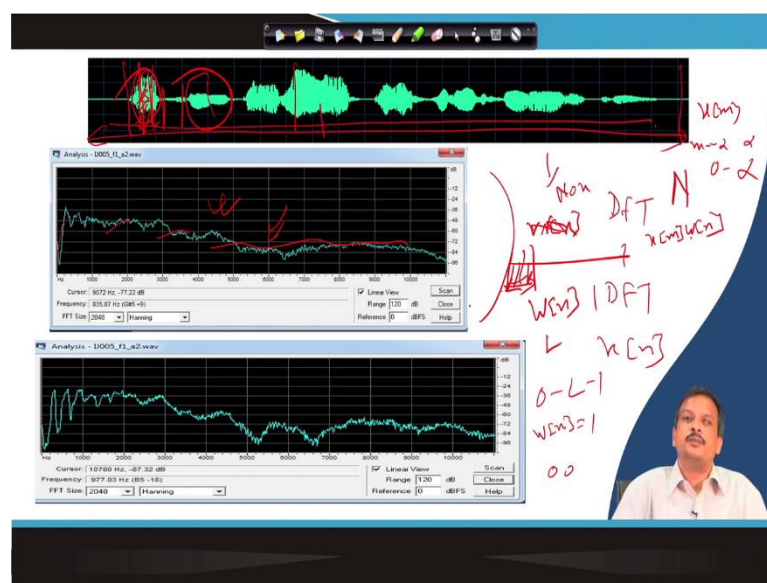 x[n]
m - α α
0 - α
Analysis - IJ005_f1_a2.wav
dB
-12
-24
-36
-48
-60
-72
-84
-96
Hz 1000 2000 3000 4000 5000 6000 7000 8000 9000 10000
Cursor: 9072 Hz, -77.22 dB
Frequency: 835.87 Hz (G#5 +9)
FFT Size: 2048 Hanning
Linear View
Range 120 dB
Reference 0 dBFS
Scan
Close
Help
DFT N
x[n]w[n]
w[n] IDFT
L x[n]
0 - L - 1
w[n] = 1
0 0
Analysis - IJ005_f1_a2.wav
dB
-12
-24
-36
-48
-60
-72
-84
-96
Hz 1000 2000 3000 4000 5000 6000 7000 8000 9000 10000
Cursor: 10780 Hz, -87.32 dB
Frequency: 977.03 Hz (B5 -18)
FFT Size: 2048 Hanning
Linear View
Range 120 dB
Reference 0 dBFS
Scan
Close
Help